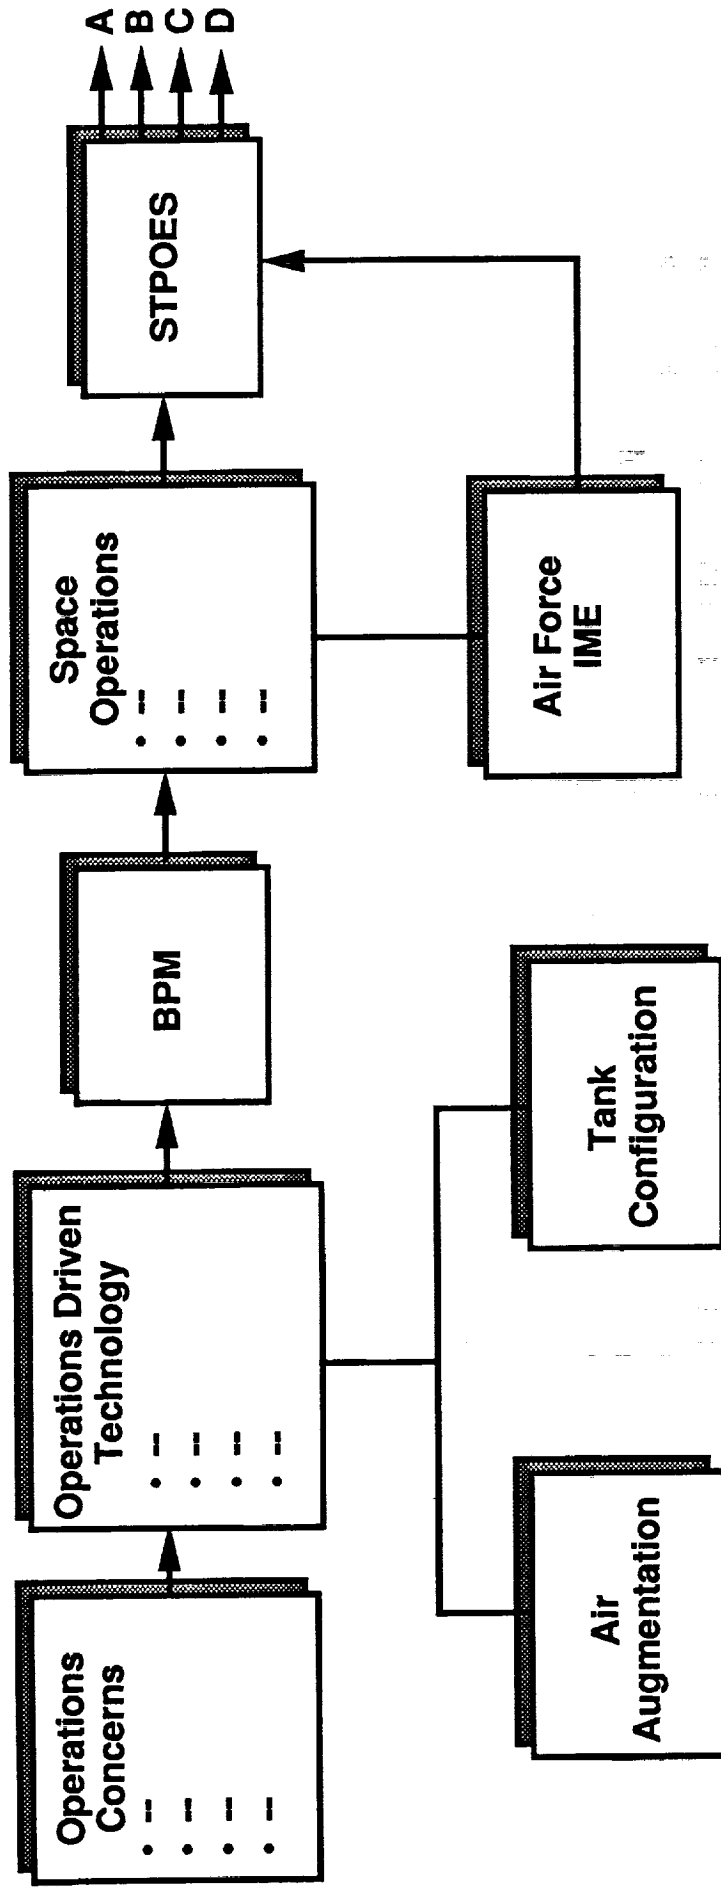 Operations
Concerns
• --
• --
• --
• --
Operations Driven
Technology
• --
• --
• --
• --
BPM
Space
Operations
• --
• --
• --
• --
STPOES
A
B
C
D
Air
Augmentation
Tank
Configuration
Air Force
IME